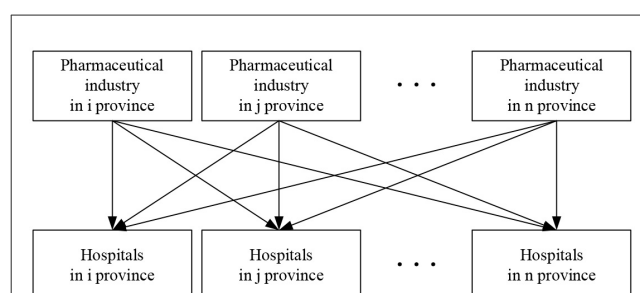 Pharmaceutical
industry
in i province
Pharmaceutical
industry
in j province
. . .
Pharmaceutical
industry
in n province
Hospitals
in i province
Hospitals
in j province
. . .
Hospitals
in n province